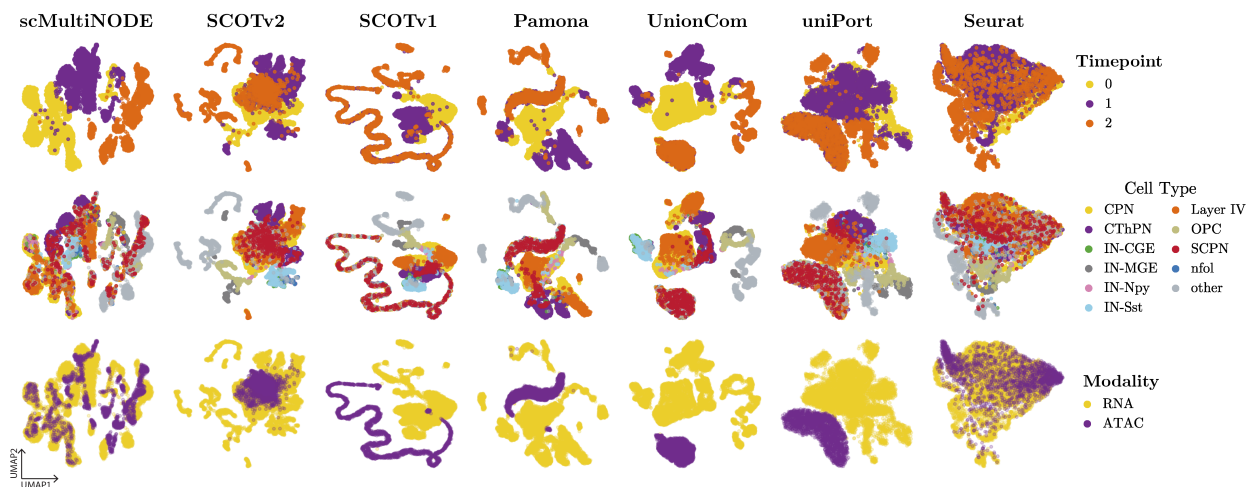 scMultiNODE SCOTv2 SCOTv1 Pamona UnionCom uniPort Seurat
Timepoint
0
1
2
Cell Type
CPN Layer IV
CThPN OPC
IN-CGE SCPN
IN-MGE nfol
IN-Npy other
IN-Sst
Modality
RNA
ATAC
UMAP2
UMAP1